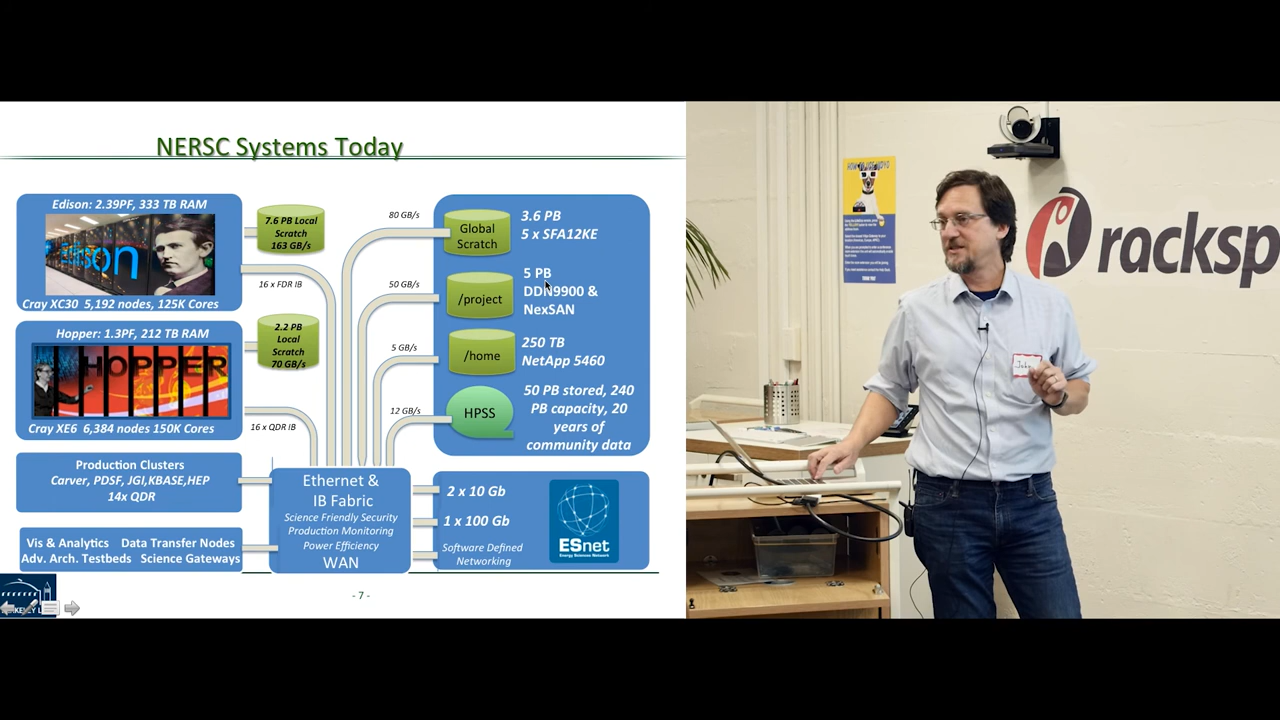 NERSC Systems Today
Edison: 2.39PF, 333 TB RAM
Edison
Cray XC30 5,192 nodes, 125K Cores
7.6 PB Local
Scratch
163 GB/s
16 x FDR IB
Hopper: 1.3PF, 212 TB RAM
HOPPER
Cray XE6 6,384 nodes 150K Cores
2.2 PB
Local
Scratch
70 GB/s
16 x QDR IB
Production Clusters
Carver, PDSF, JGI,KBASE,HEP
14x QDR
Vis & Analytics Data Transfer Nodes
Adv. Arch. Testbeds Science Gateways
80 GB/s
Global
Scratch
3.6 PB
5 x SFA12KE
50 GB/s
/project
5 PB
DDN9900 &
NexSAN
5 GB/s
/home
250 TB
NetApp 5460
12 GB/s
HPSS
50 PB stored, 240
PB capacity, 20
years of
community data
Ethernet &
IB Fabric
Science Friendly Security
Production Monitoring
Power Efficiency
WAN
2 x 10 Gb
1 x 100 Gb
Software Defined
Networking
ESnet
Energy Sciences Network
- 7 -
racksp
John